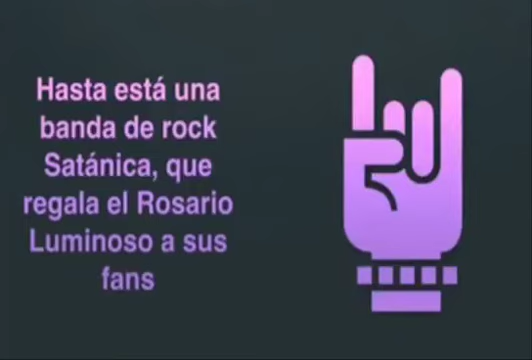 Hasta está una
banda de rock
Satánica, que
regala el Rosario
Luminoso a sus
fans